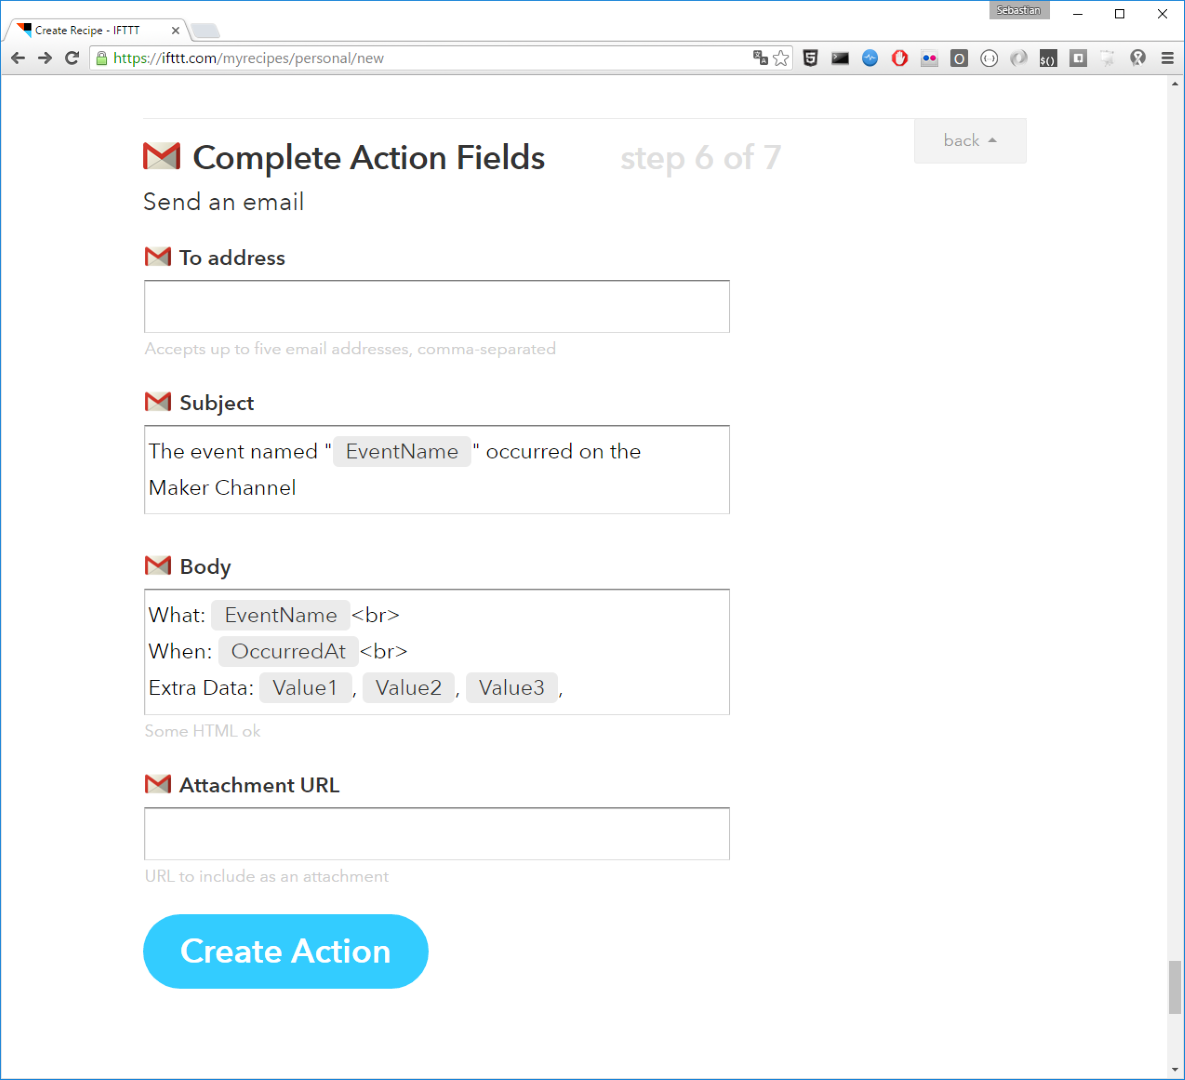 Sebastian
Create Recipe - IFTTT
https://ifttt.com/myrecipes/personal/new
back
Complete Action Fields step 6 of 7
Send an email
To address
Accepts up to five email addresses, comma-separated
Subject
The event named " EventName " occurred on the
Maker Channel
Body
What: EventName <br>
When: OccurredAt <br>
Extra Data: Value1 , Value2 , Value3 ,
Some HTML ok
Attachment URL
URL to include as an attachment
Create Action